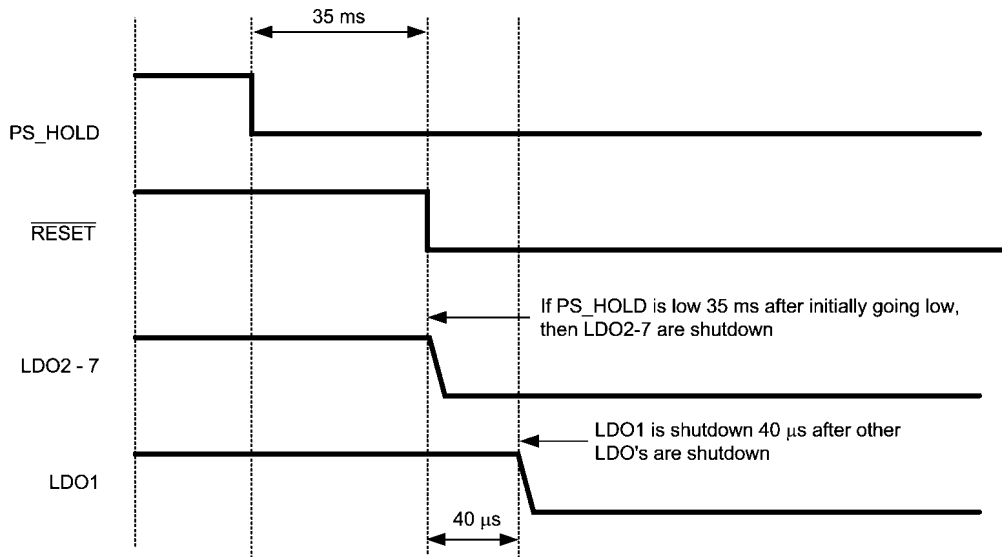 35 ms
PS_HOLD
RESET
If PS_HOLD is low 35 ms after initially going low,
then LDO2-7 are shutdown
LDO2 - 7
LDO1 is shutdown 40 µs after other
LDO's are shutdown
LDO1
40 µs